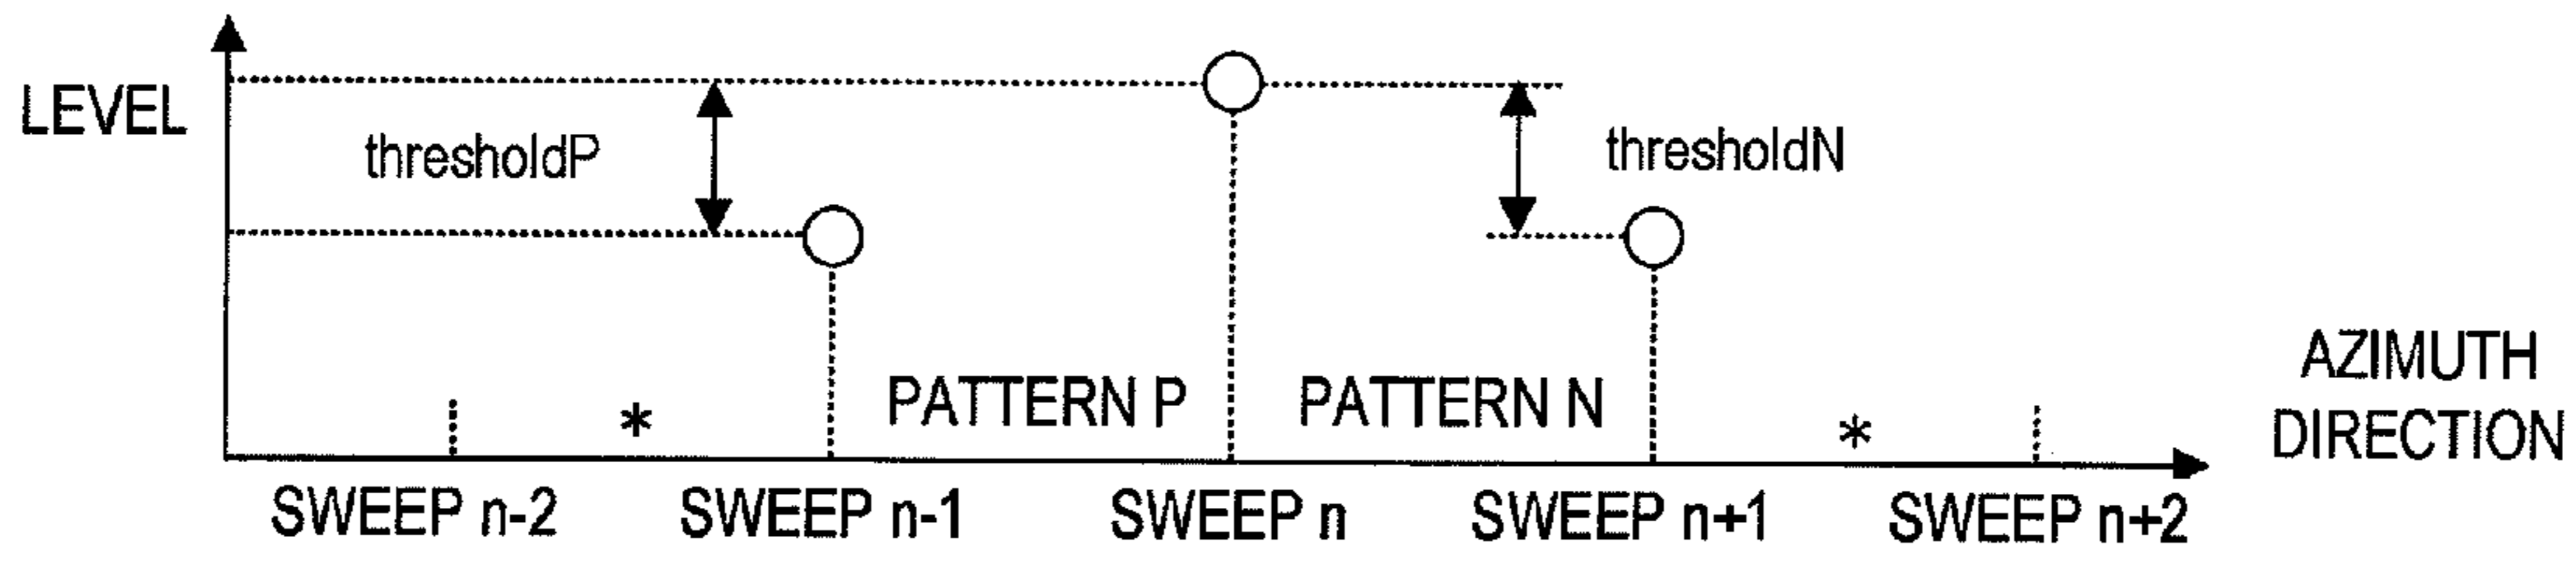 LEVEL
thresholdP
thresholdN
* PATTERN P PATTERN N *
AZIMUTH
DIRECTION
SWEEP n-2 SWEEP n-1 SWEEP n SWEEP n+1 SWEEP n+2